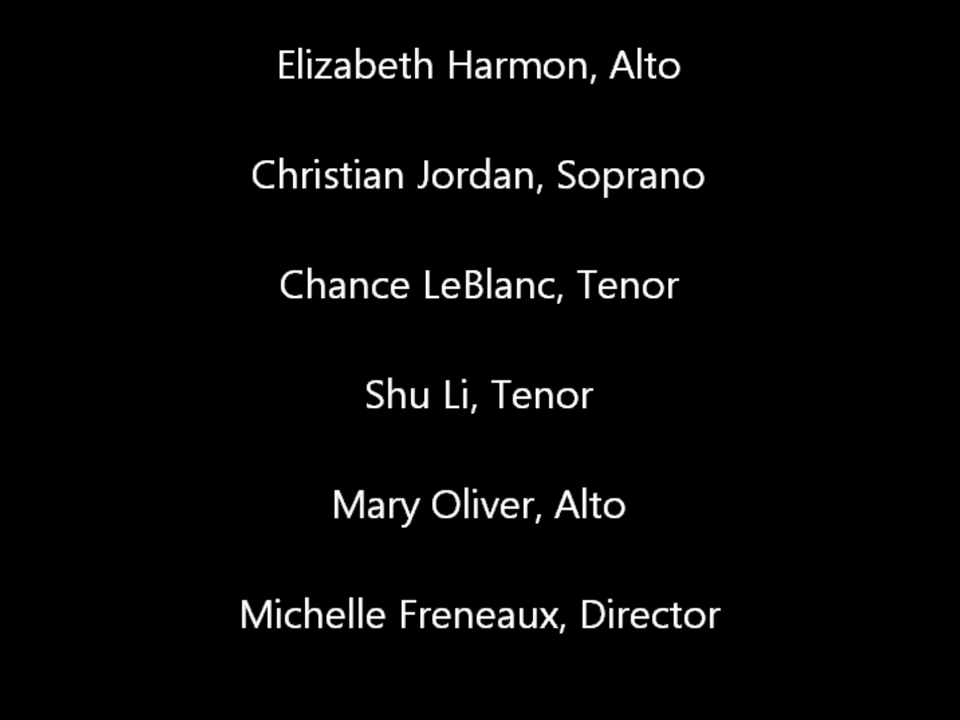 Elizabeth Harmon, Alto
Christian Jordan, Soprano
Chance LeBlanc, Tenor
Shu Li, Tenor
Mary Oliver, Alto
Michelle Freneaux, Director